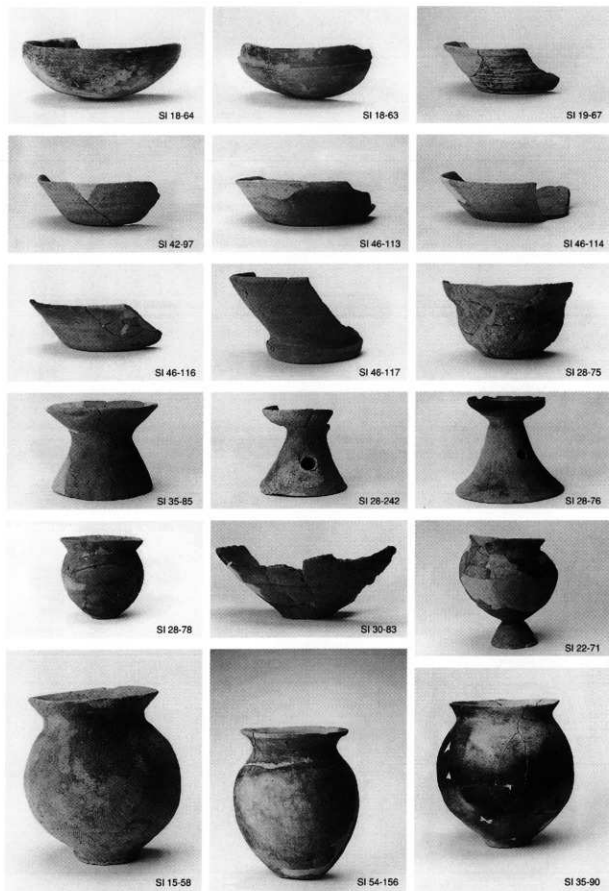 SI 18-64
SI 18-63
SI 19-67
SI 42-97
SI 46-113
SI 46-114
SI 46-116
SI 46-117
SI 28-75
SI 35-85
SI 28-242
SI 28-76
SI 28-78
SI 30-83
SI 22-71
SI 15-58
SI 54-156
SI 35-90